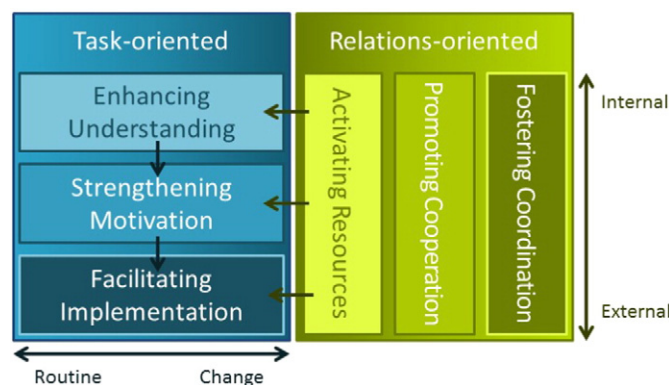 Task-oriented
Relations-oriented
Enhancing
Understanding
Strengthening
Motivation
Facilitating
Implementation
Activating Resources
Promoting Cooperation
Fostering Coordination
Internal
External
Routine
Change